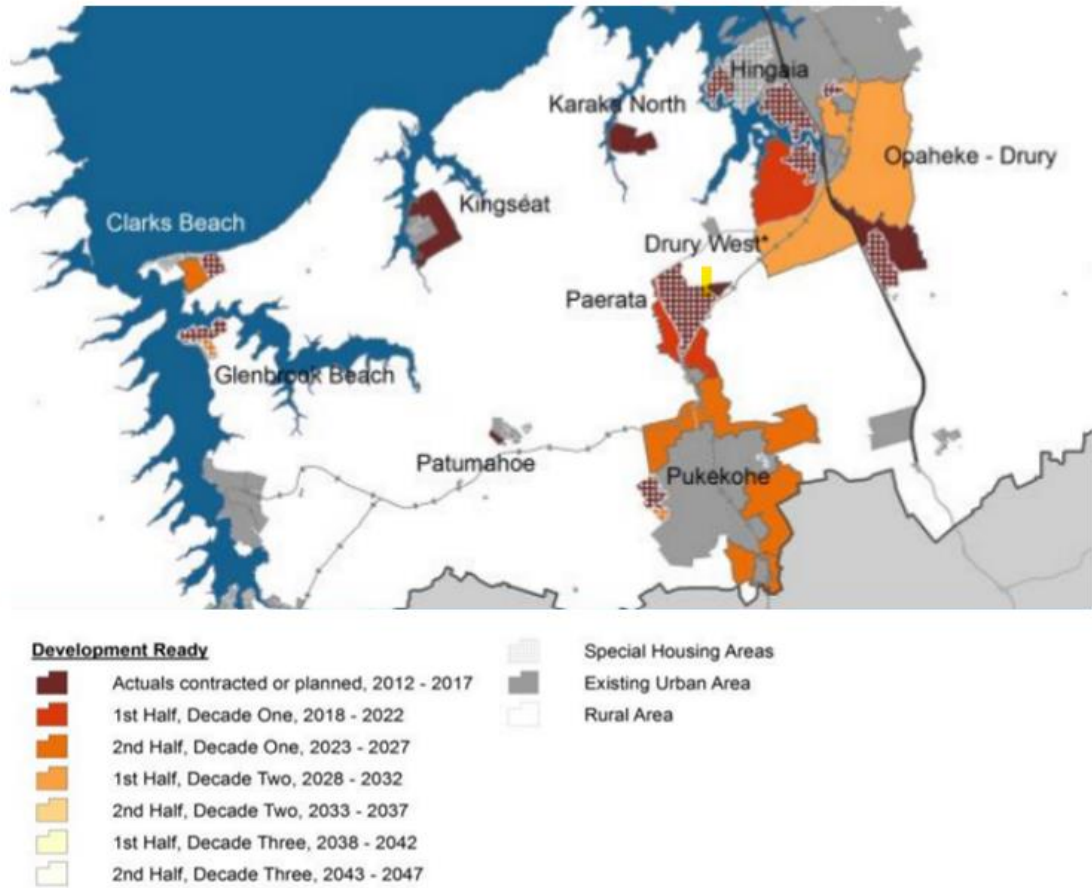 Hingaia
Karaka North
Opaheke - Drury
Kingséat
Clarks Beach
Drury West*
Paerata
Glenbrook Beach
Patumahoe
Pukekohe
Development Ready
Actuals contracted or planned, 2012 - 2017
1st Half, Decade One, 2018 - 2022
2nd Half, Decade One, 2023 - 2027
1st Half, Decade Two, 2028 - 2032
2nd Half, Decade Two, 2033 - 2037
1st Half, Decade Three, 2038 - 2042
2nd Half, Decade Three, 2043 - 2047
Special Housing Areas
Existing Urban Area
Rural Area